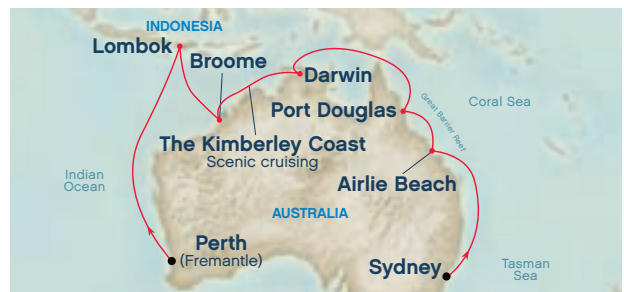 INDONESIA
Lombok
Broome
Darwin
Port Douglas
Great Barrier Reef
Coral Sea
The Kimberley Coast
Scenic cruising
Indian
Ocean
Airlie Beach
AUSTRALIA
Perth
(Fremantle)
Sydney
Tasman
Sea